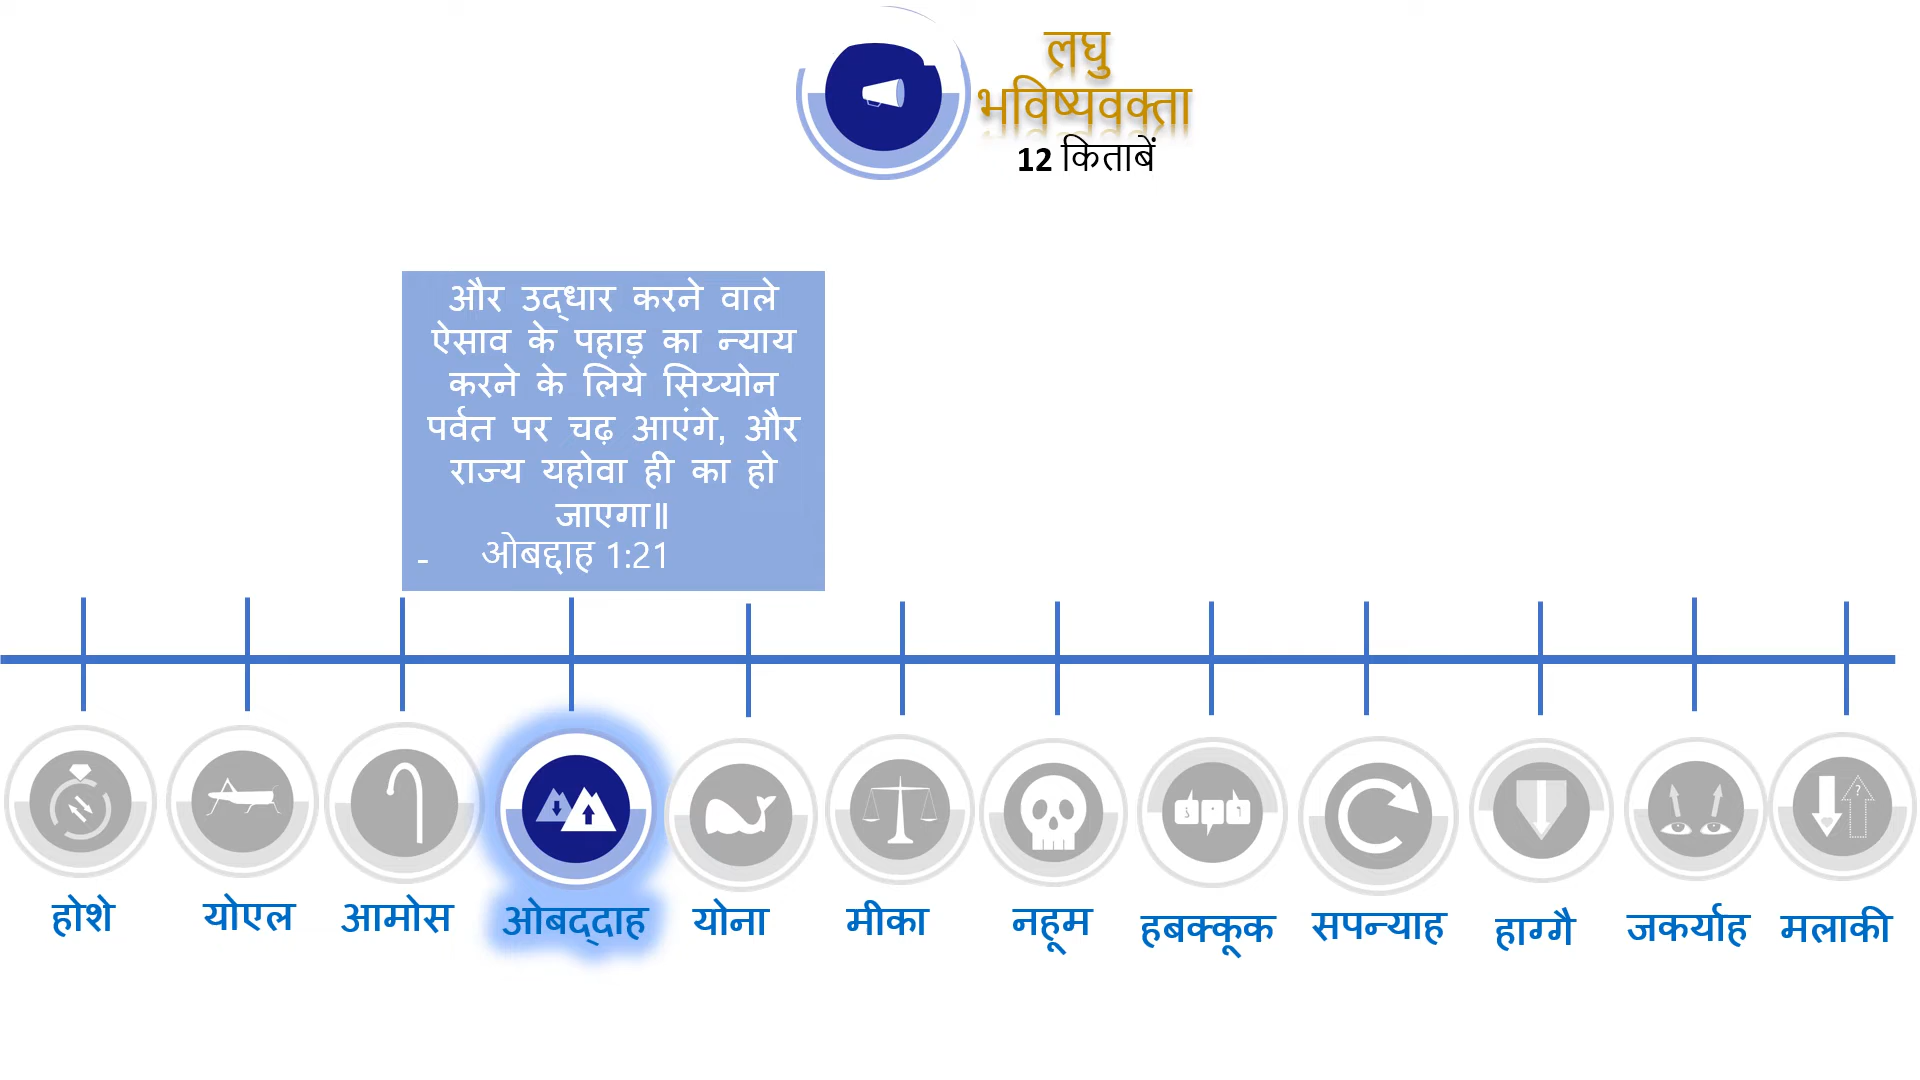 लघु
भविष्यवक्ता
12 किताबें
और उद्धार करने वाले
ऐसाव के पहाड़ का न्याय
करने के लिये सिय्योन
पर्वत पर चढ़ आएंगे, और
राज्य यहोवा ही का हो
जाएगा॥
- ओबद्दाह 1:21
होशे योएल आमोस ओबद्दाह योना मीका नहूम हबक्कूक सपन्याह हाग्गै जकर्याह मलाकी